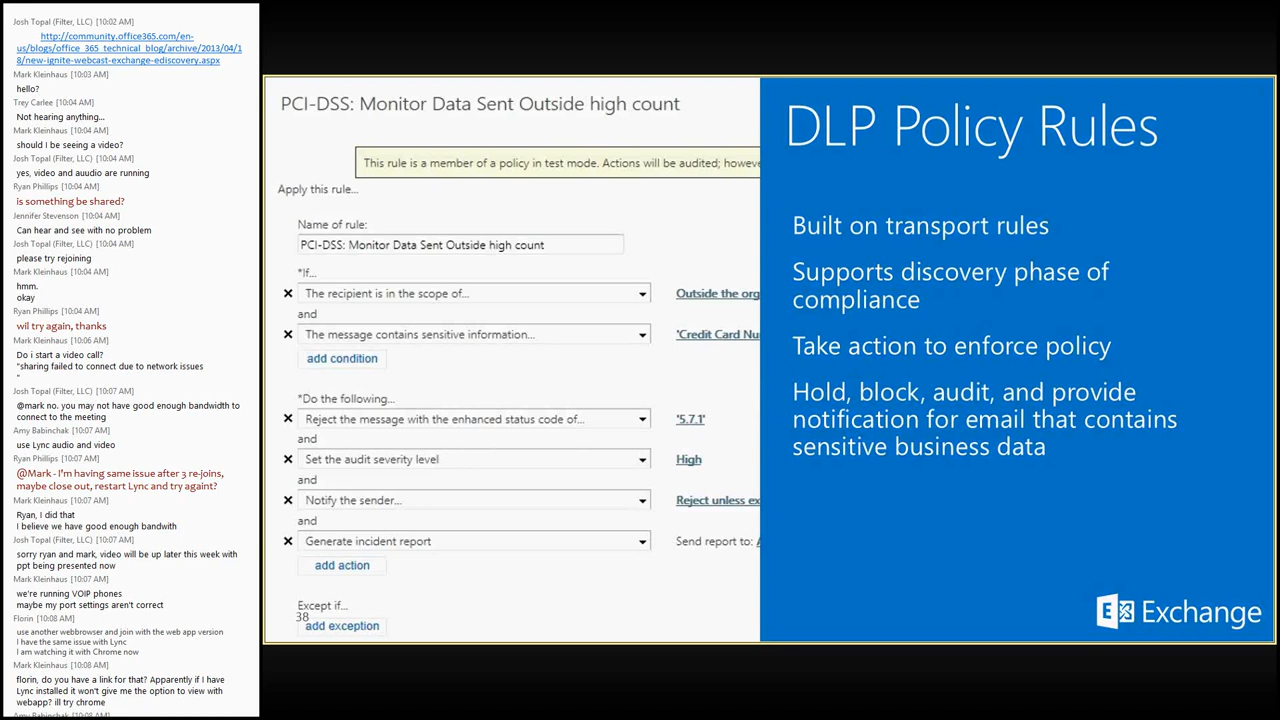 Josh Topal (Filter, LLC) [10:02 AM]
http://community.office365.com/en-
us/blogs/office_365_technical_blog/archive/2013/04/1
8/new-ignite-webcast-exchange-ediscovery.aspx
Mark Kleinhaus [10:03 AM]
hello?
Trey Carlee [10:04 AM]
Not hearing anything...
Mark Kleinhaus [10:04 AM]
should I be seeing a video?
Josh Topal (Filter, LLC) [10:04 AM]
yes, video and auudio are running
Ryan Phillips [10:04 AM]
is something be shared?
Jennifer Stevenson [10:04 AM]
Can hear and see with no problem
Josh Topal (Filter, LLC) [10:04 AM]
please try rejoining
Mark Kleinhaus [10:04 AM]
hmm.
okay
Ryan Phillips [10:04 AM]
wil try again, thanks
Mark Kleinhaus [10:06 AM]
Do i start a video call?
"sharing failed to connect due to network issues
"
Josh Topal (Filter, LLC) [10:07 AM]
@mark no. you may not have good enough bandwidth to
connect to the meeting
Amy Babinchak [10:07 AM]
use Lync audio and video
Ryan Phillips [10:07 AM]
@Mark - I'm having same issue after 3 re-joins,
maybe close out, restart Lync and try againt?
Mark Kleinhaus [10:07 AM]
Ryan, I did that
I believe we have good enough bandwith
Josh Topal (Filter, LLC) [10:07 AM]
sorry ryan and mark, video will be up later this week with
ppt being presented now
Mark Kleinhaus [10:07 AM]
we're running VOIP phones
maybe my port settings aren't correct
Florin [10:08 AM]
use another webbrowser and join with the web app version
I have the same issue with Lync
I am watching it with Chrome now
Mark Kleinhaus [10:08 AM]
florin, do you have a link for that? Apparently if I have
Lync installed it won't give me the option to view with
webapp? ill try chrome
Amy Babinchak [10:08 AM]
PCI-DSS: Monitor Data Sent Outside high count
This rule is a member of a policy in test mode. Actions will be audited; howeve
Apply this rule...
Name of rule:
PCI-DSS: Monitor Data Sent Outside high count
*If...
The recipient is in the scope of... Outside the org
and
The message contains sensitive information... 'Credit Card Nu
add condition
*Do the following...
Reject the message with the enhanced status code of... '5.7.1'
and
Set the audit severity level High
and
Notify the sender... Reject unless ex
and
Generate incident report Send report to: A
add action
Except if...
38
add exception
DLP Policy Rules
Built on transport rules
Supports discovery phase of
compliance
Take action to enforce policy
Hold, block, audit, and provide
notification for email that contains
sensitive business data
Exchange